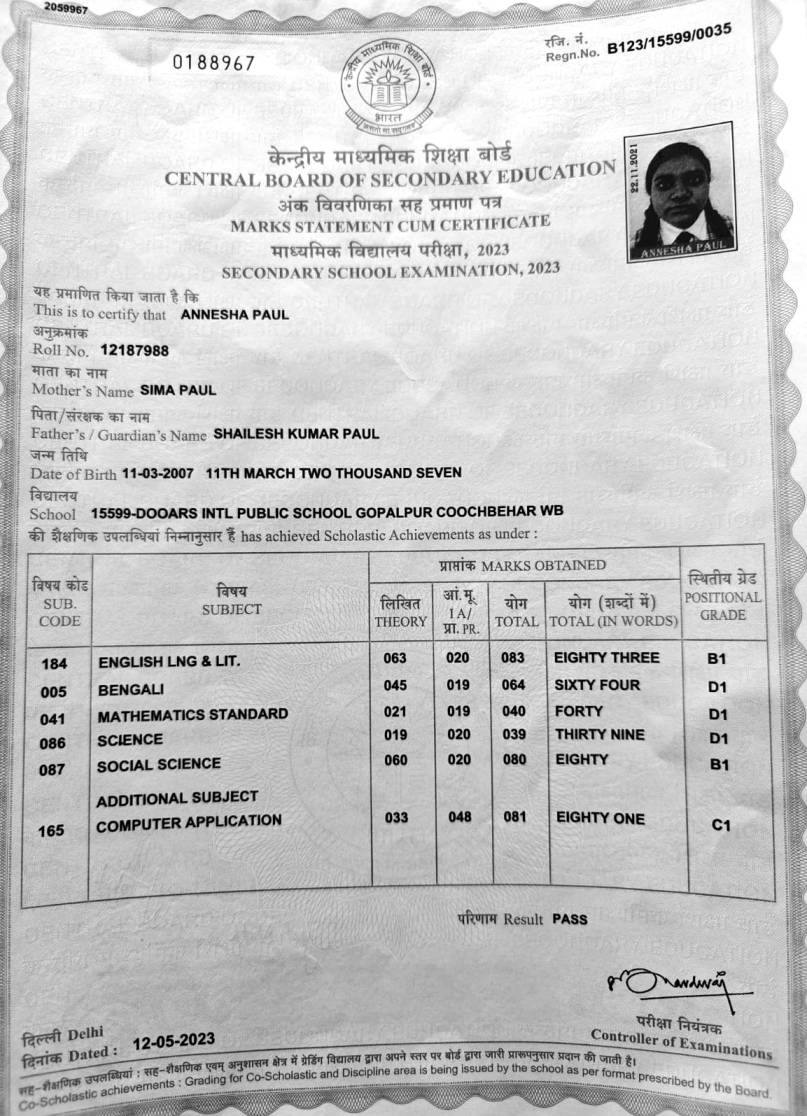 2059967
0188967
रजि. नं.
Regn.No. B123/15599/0035
केन्द्रीय माध्यमिक शिक्षा बोर्ड
भारत
असतो मा सद्गमय
केन्द्रीय माध्यमिक शिक्षा बोर्ड
CENTRAL BOARD OF SECONDARY EDUCATION
अंक विवरणिका सह प्रमाण पत्र
MARKS STATEMENT CUM CERTIFICATE
माध्यमिक विद्यालय परीक्षा, 2023
SECONDARY SCHOOL EXAMINATION, 2023
22.11.2021
ANNESHA PAUL
यह प्रमाणित किया जाता है कि
This is to certify that ANNESHA PAUL
अनुक्रमांक
Roll No. 12187988
माता का नाम
Mother's Name SIMA PAUL
पिता/संरक्षक का नाम
Father's / Guardian's Name SHAILESH KUMAR PAUL
जन्म तिथि
Date of Birth 11-03-2007 11TH MARCH TWO THOUSAND SEVEN
विद्यालय
School 15599-DOOARS INTL PUBLIC SCHOOL GOPALPUR COOCHBEHAR WB
की शैक्षणिक उपलब्धियां निम्नानुसार हैं has achieved Scholastic Achievements as under :
विषय कोड SUB. CODE विषय SUBJECT प्राप्तांक MARKS OBTAINED स्थितीय ग्रेड POSITIONAL GRADE
लिखित THEORY आं.मू. IA/ प्रा. PR. योग TOTAL योग (शब्दों में) TOTAL (IN WORDS)
184 ENGLISH LNG & LIT. 063 020 083 EIGHTY THREE B1
005 BENGALI 045 019 064 SIXTY FOUR D1
041 MATHEMATICS STANDARD 021 019 040 FORTY D1
086 SCIENCE 019 020 039 THIRTY NINE D1
087 SOCIAL SCIENCE 060 020 080 EIGHTY B1
ADDITIONAL SUBJECT
165 COMPUTER APPLICATION 033 048 081 EIGHTY ONE C1
परिणाम Result PASS
दिल्ली Delhi
दिनांक Dated : 12-05-2023
परीक्षा नियंत्रक
Controller of Examinations
सह-शैक्षणिक उपलब्धियां : सह-शैक्षणिक एवम् अनुशासन क्षेत्र में ग्रेडिंग विद्यालय द्वारा अपने स्तर पर बोर्ड द्वारा जारी प्रारूपनुसार प्रदान की जाती है।
Co-Scholastic achievements : Grading for Co-Scholastic and Discipline area is being issued by the school as per format prescribed by the Board.